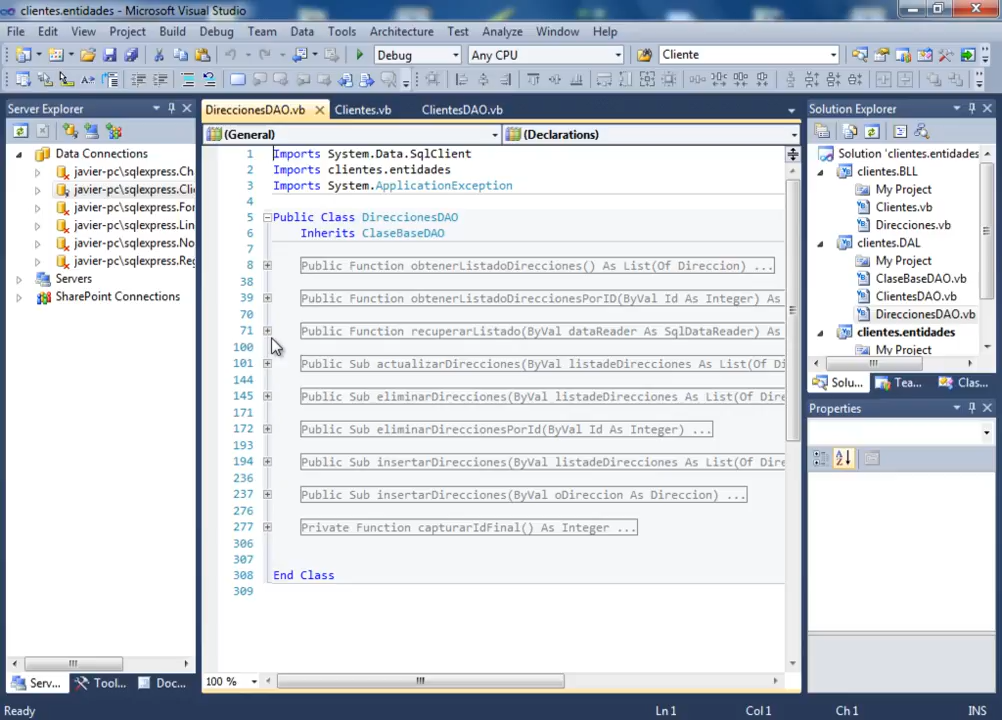 clientes.entidades - Microsoft Visual Studio
File Edit View Project Build Debug Team Data Tools Architecture Test Analyze Window Help
Debug Any CPU Cliente
Server Explorer
Data Connections
javier-pc\sqlexpress.Ch
javier-pc\sqlexpress.Cli
javier-pc\sqlexpress.For
javier-pc\sqlexpress.Lin
javier-pc\sqlexpress.No
javier-pc\sqlexpress.Reg
Servers
SharePoint Connections
Serv... Tool... Doc...
DireccionesDAO.vb Clientes.vb ClientesDAO.vb
(General) (Declarations)
1 Imports System.Data.SqlClient
2 Imports clientes.entidades
3 Imports System.ApplicationException
4
5 Public Class DireccionesDAO
6 Inherits ClaseBaseDAO
7
8 Public Function obtenerListadoDirecciones() As List(Of Direccion) ...
38
39 Public Function obtenerListadoDireccionesPorID(ByVal Id As Integer) As
70
71 Public Function recuperarListado(ByVal dataReader As SqlDataReader) As
100
101 Public Sub actualizarDirecciones(ByVal listadeDirecciones As List(Of Di
144
145 Public Sub eliminarDirecciones(ByVal listadeDirecciones As List(Of Dire
171
172 Public Sub eliminarDireccionesPorId(ByVal Id As Integer) ...
193
194 Public Sub insertarDirecciones(ByVal listadeDirecciones As List(Of Dire
236
237 Public Sub insertarDirecciones(ByVal oDireccion As Direccion) ...
276
277 Private Function capturarIdFinal() As Integer ...
306
307
308 End Class
309
100 %
Solution Explorer
Solution 'clientes.entidades
clientes.BLL
My Project
Clientes.vb
Direcciones.vb
clientes.DAL
My Project
ClaseBaseDAO.vb
ClientesDAO.vb
DireccionesDAO.vb
clientes.entidades
My Project
Solu... Tea... Clas...
Properties
Ready Ln 1 Col 1 Ch 1 INS